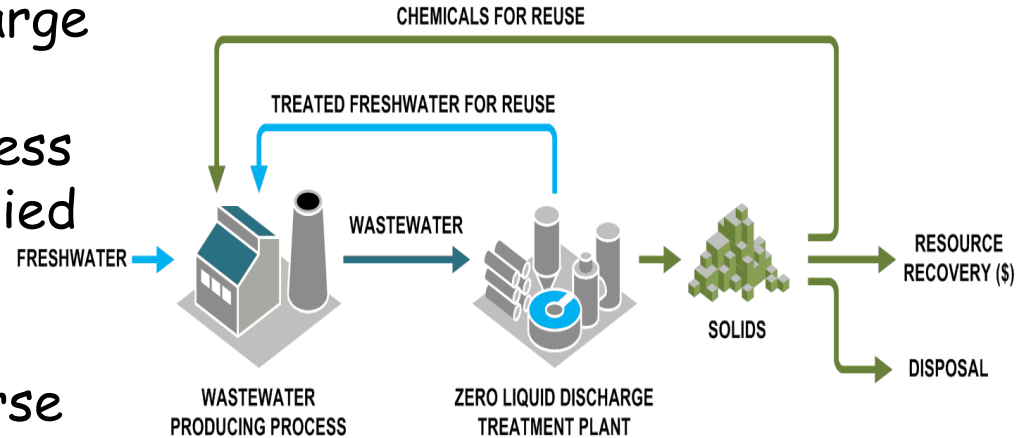 CHEMICALS FOR REUSE
TREATED FRESHWATER FOR REUSE
WASTEWATER
FRESHWATER
RESOURCE
RECOVERY ($)
SOLIDS
DISPOSAL
WASTEWATER
PRODUCING PROCESS
ZERO LIQUID DISCHARGE
TREATMENT PLANT